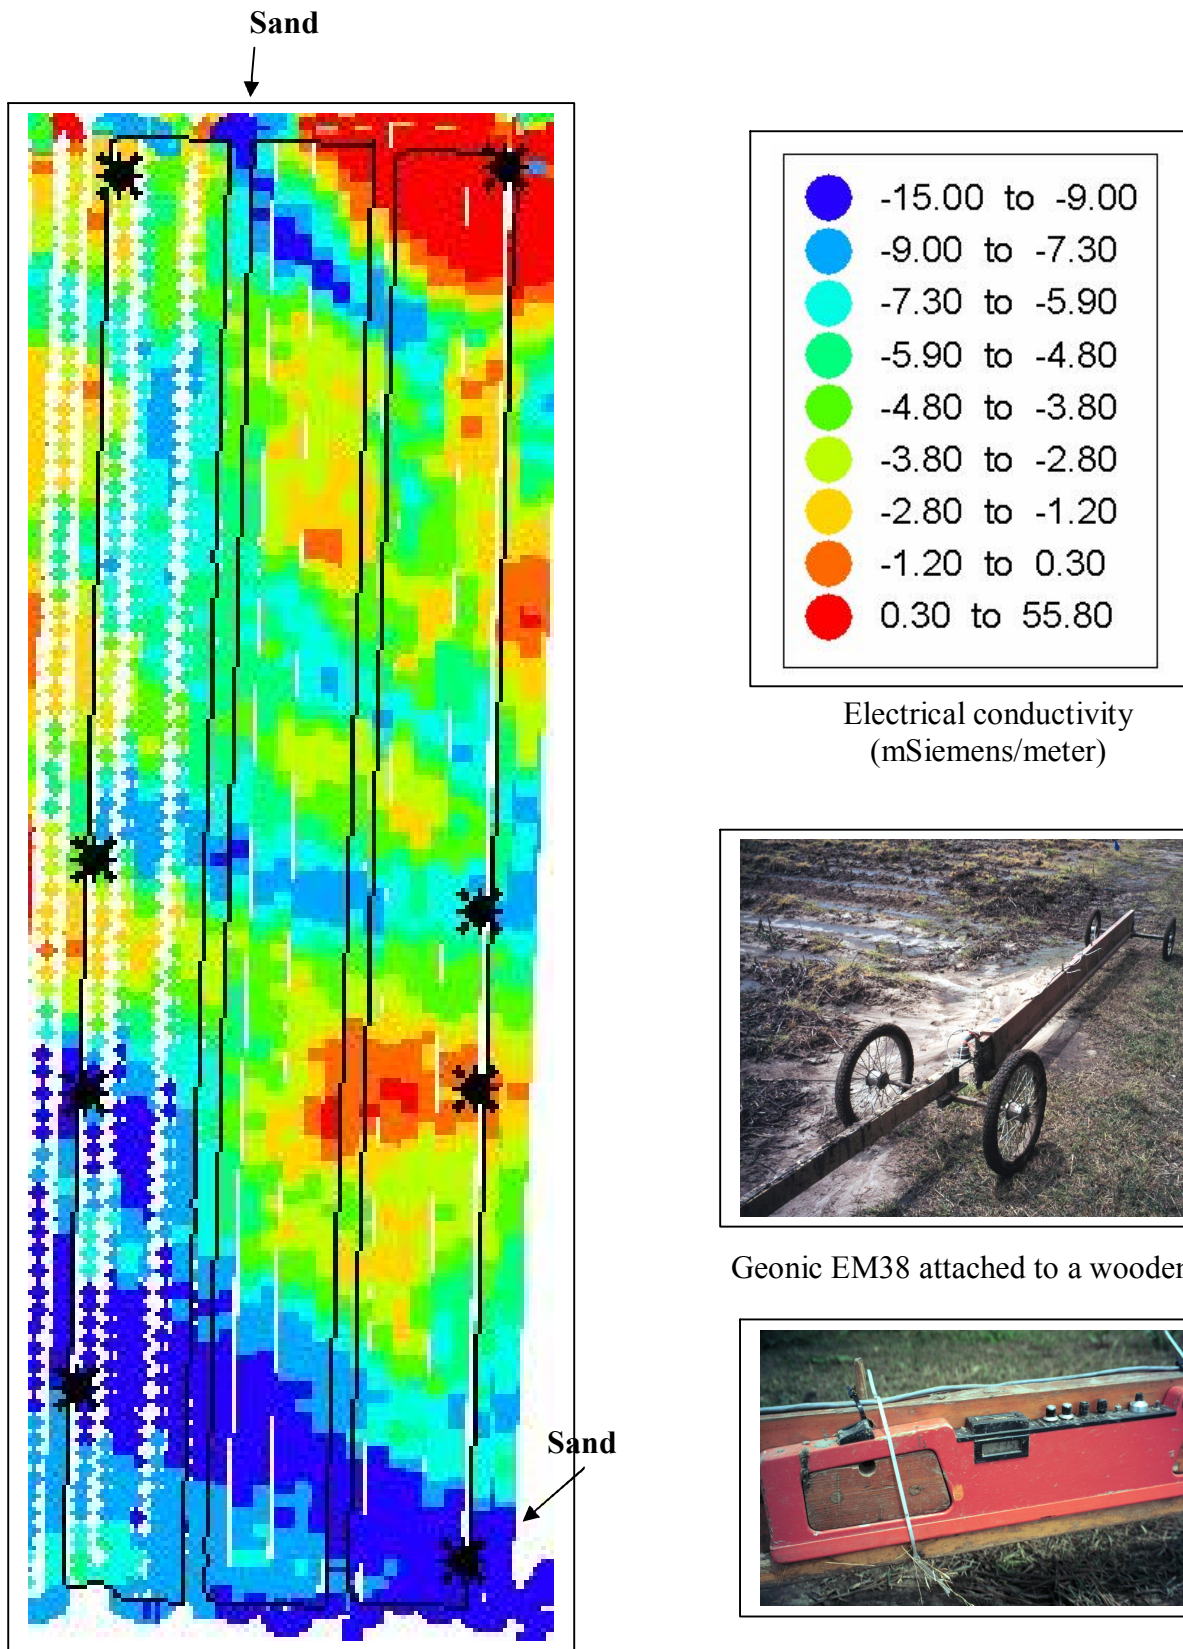 Sand
-15.00 to -9.00
-9.00 to -7.30
-7.30 to -5.90
-5.90 to -4.80
-4.80 to -3.80
-3.80 to -2.80
-2.80 to -1.20
-1.20 to 0.30
0.30 to 55.80
Electrical conductivity
(mSiemens/meter)
Geonic EM38 attached to a wooden
Sand